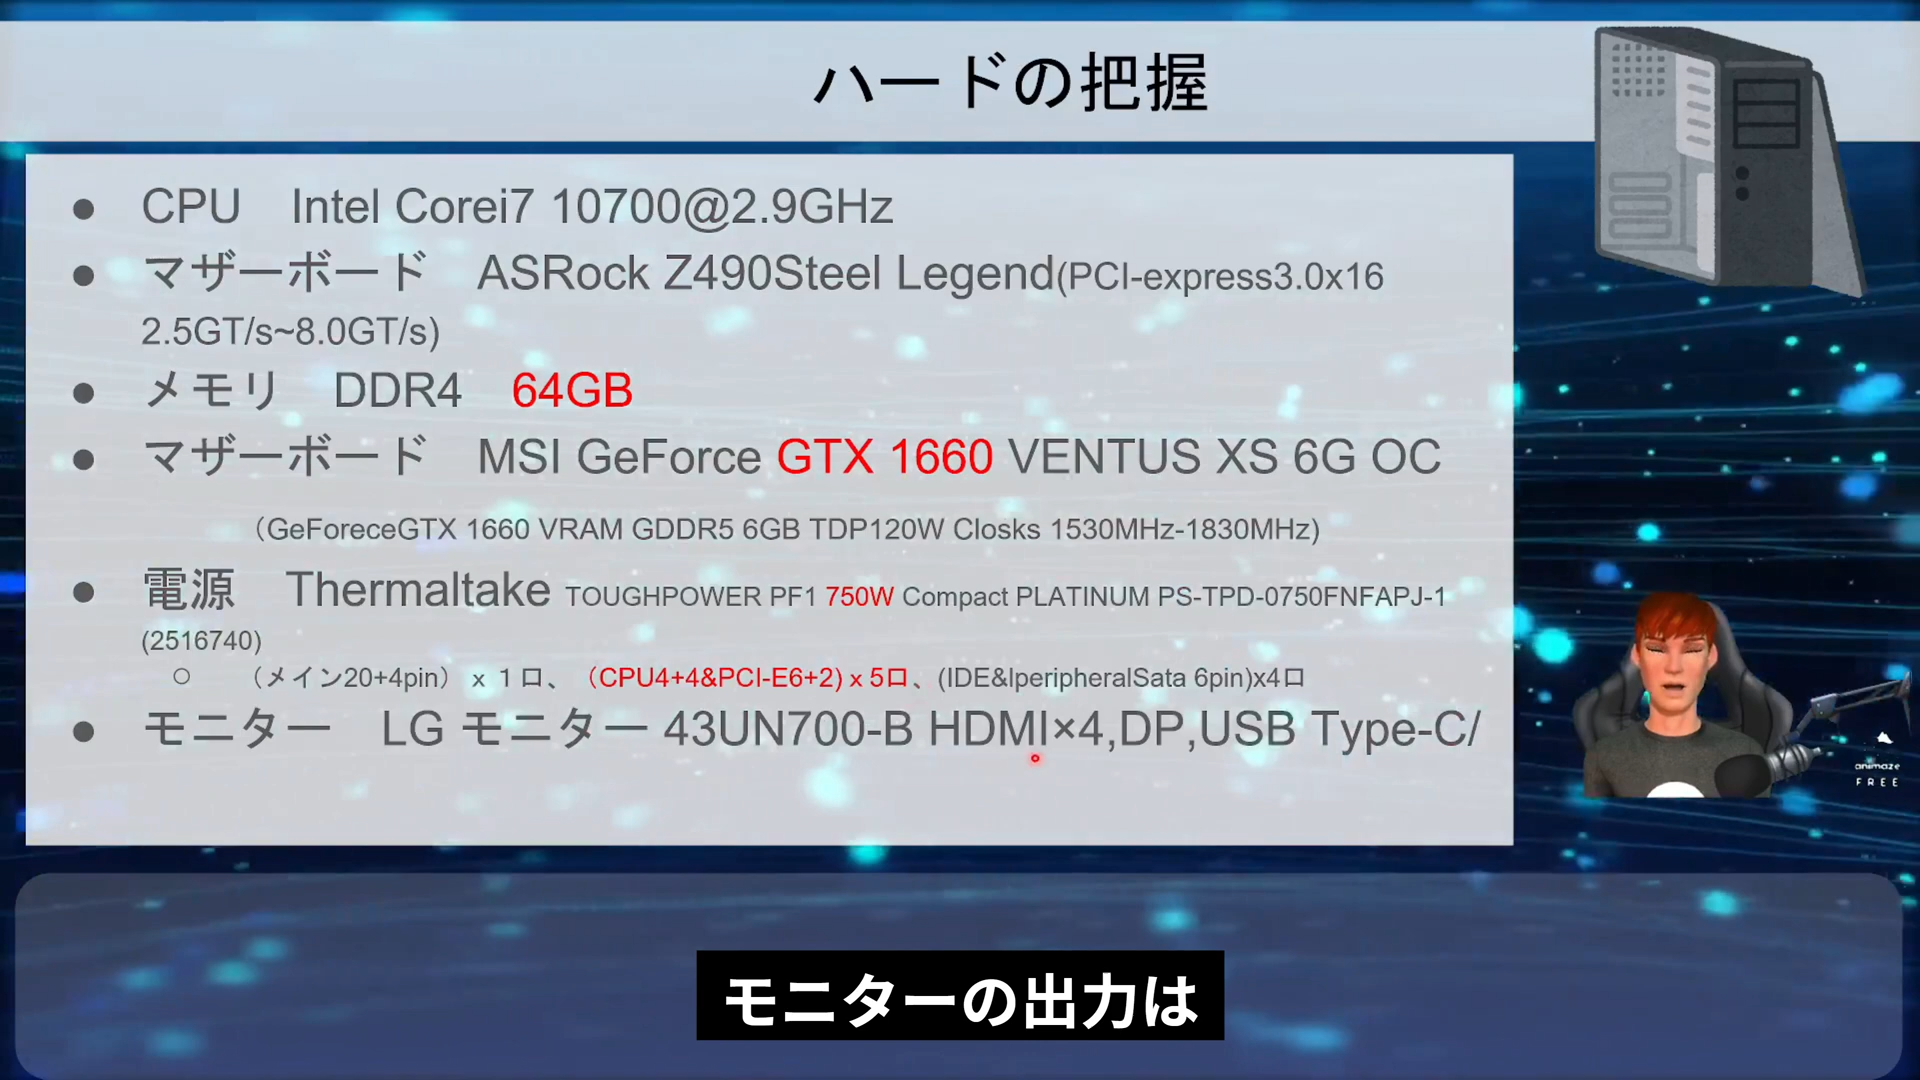 ハードの把握
● CPU　Intel Corei7 10700@2.9GHz
● マザーボード　ASRock Z490Steel Legend(PCI-express3.0x16
2.5GT/s~8.0GT/s)
● メモリ　DDR4　64GB
● マザーボード　MSI GeForce GTX 1660 VENTUS XS 6G OC
（GeForeceGTX 1660 VRAM GDDR5 6GB TDP120W Closks 1530MHz-1830MHz)
● 電源　Thermaltake TOUGHPOWER PF1 750W Compact PLATINUM PS-TPD-0750FNFAPJ-1
(2516740)
○ （メイン20+4pin） x １口、（CPU4+4&PCI-E6+2) x 5口、(IDE&lperipheralSata 6pin)x4口
● モニター　LG モニター 43UN700-B HDMI×4,DP,USB Type-C/
animaze
FREE
モニターの出力は